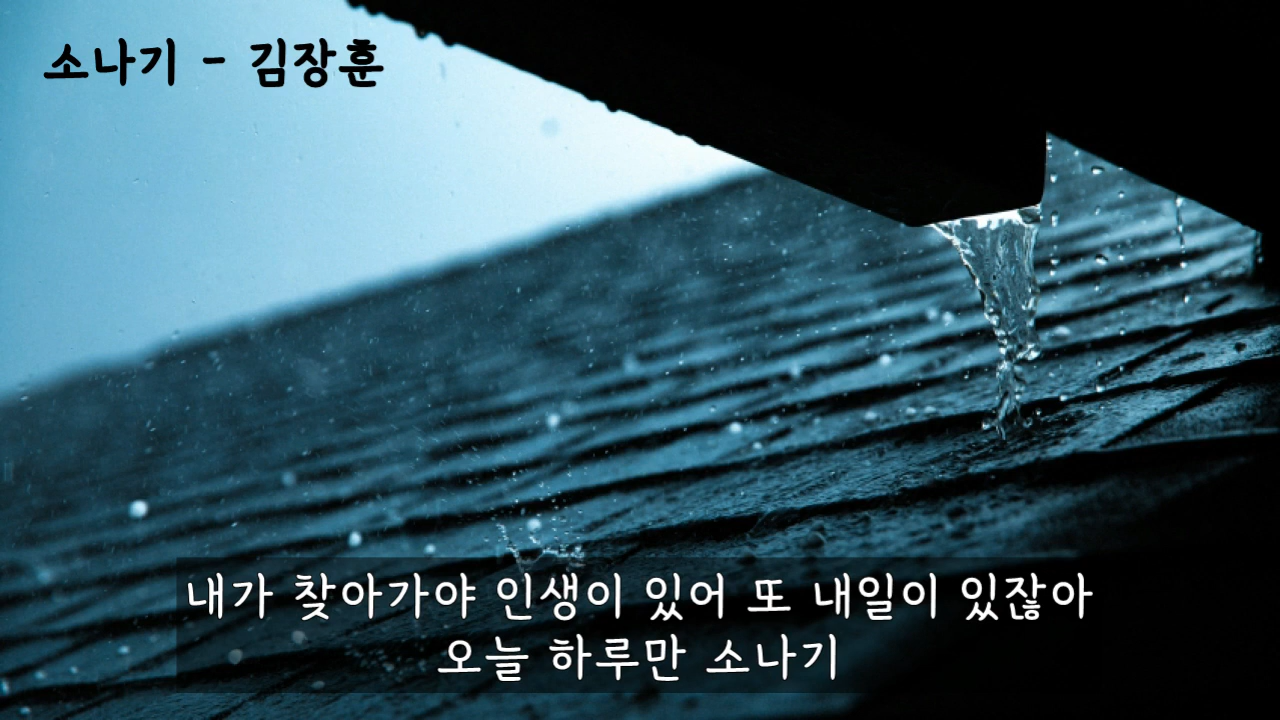 소나기 - 김장훈
내가 찾아가야 인생이 있어 또 내일이 있잖아
오늘 하루만 소나기